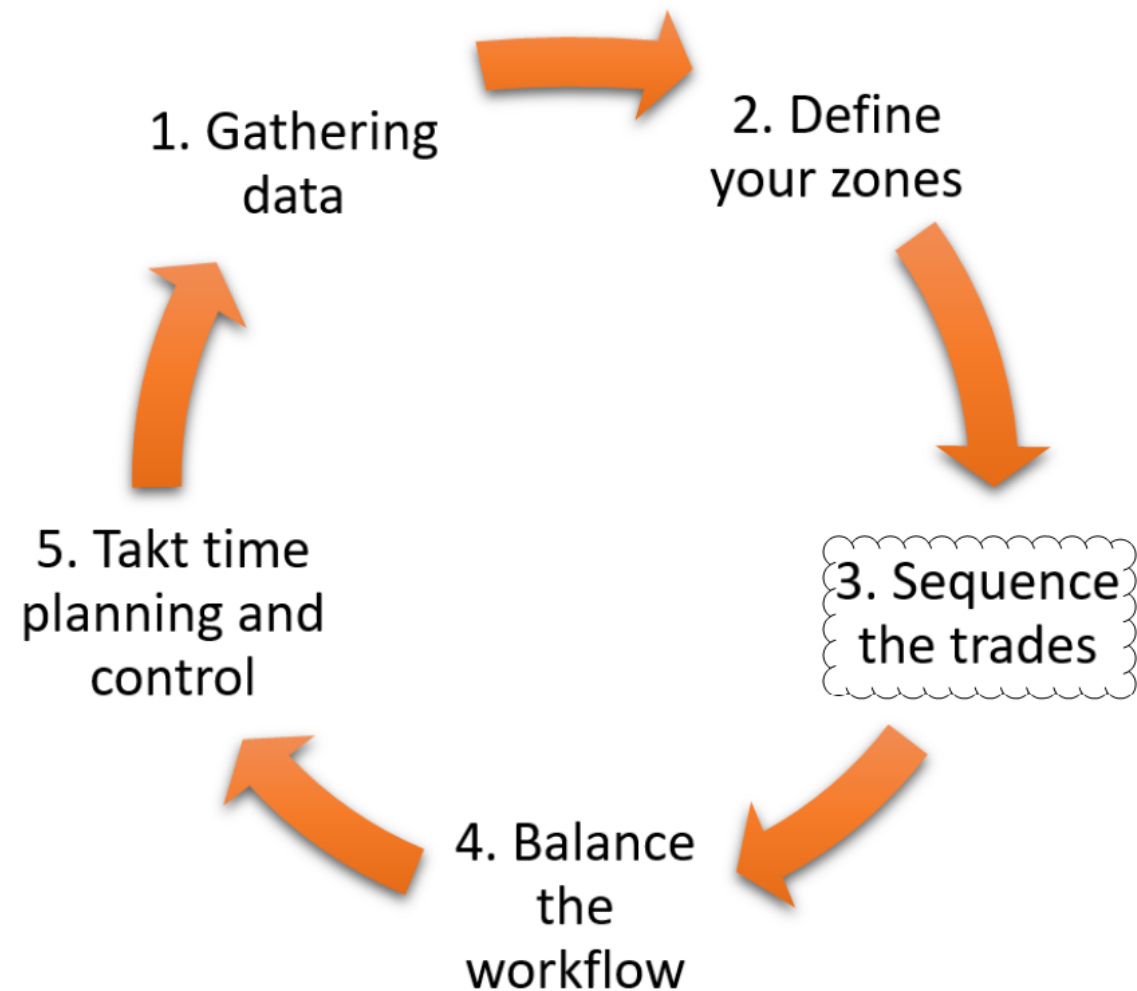 1. Gathering
data
2. Define
your zones
3. Sequence
the trades
4. Balance
the
workflow
5. Takt time
planning and
control